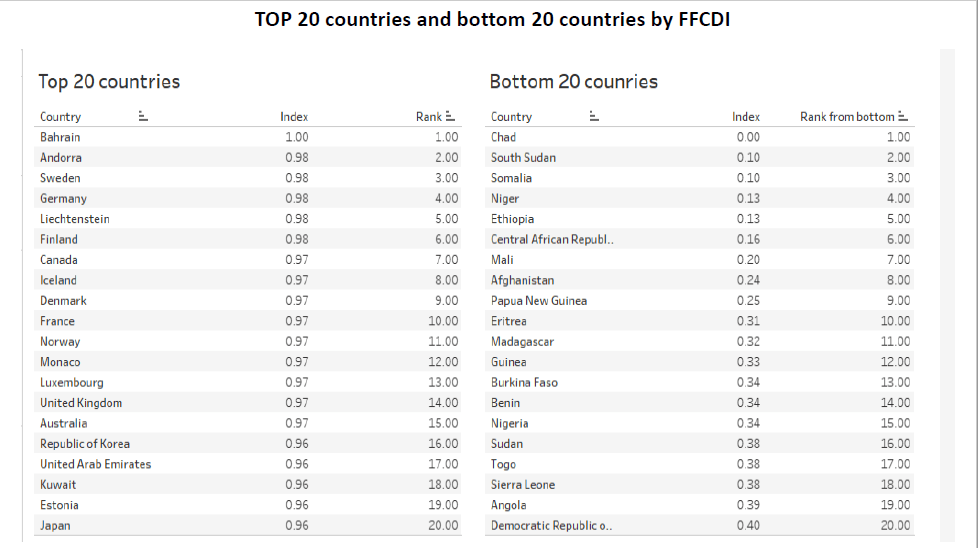 TOP 20 countries and bottom 20 countries by FFCDI
Top 20 countries
Country Index Rank
Bahrain 1.00 1.00
Andorra 0.98 2.00
Sweden 0.98 3.00
Germany 0.98 4.00
Liechtenstein 0.98 5.00
Finland 0.98 6.00
Canada 0.97 7.00
Iceland 0.97 8.00
Denmark 0.97 9.00
France 0.97 10.00
Norway 0.97 11.00
Monaco 0.97 12.00
Luxembourg 0.97 13.00
United Kingdom 0.97 14.00
Australia 0.97 15.00
Republic of Korea 0.96 16.00
United Arab Emirates 0.96 17.00
Kuwait 0.96 18.00
Estonia 0.96 19.00
Japan 0.96 20.00
Bottom 20 counries
Country Index Rank from bottom
Chad 0.00 1.00
South Sudan 0.10 2.00
Somalia 0.10 3.00
Niger 0.13 4.00
Ethiopia 0.13 5.00
Central African Republ.. 0.16 6.00
Mali 0.20 7.00
Afghanistan 0.24 8.00
Papua New Guinea 0.25 9.00
Eritrea 0.31 10.00
Madagascar 0.32 11.00
Guinea 0.33 12.00
Burkina Faso 0.34 13.00
Benin 0.34 14.00
Nigeria 0.34 15.00
Sudan 0.38 16.00
Togo 0.38 17.00
Sierra Leone 0.38 18.00
Angola 0.39 19.00
Democratic Republic o.. 0.40 20.00